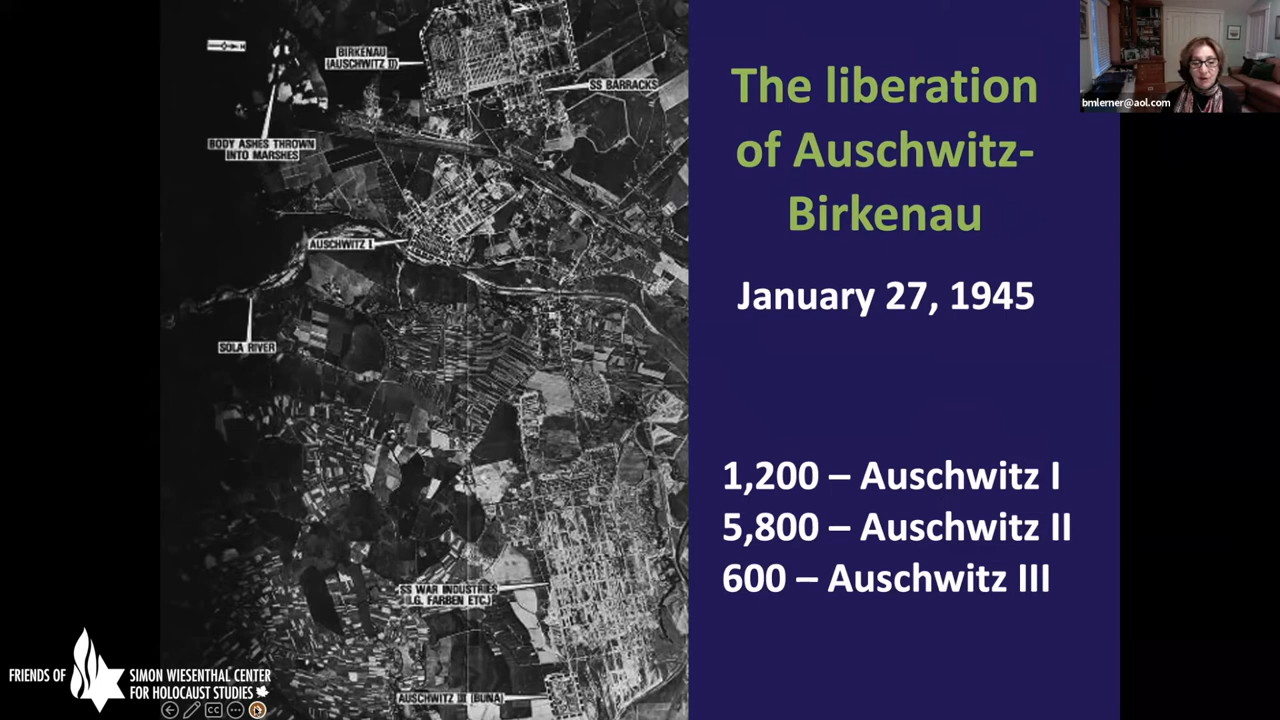 BIRKENAU
(AUSCHWITZ II)
SS BARRACKS
BODY ASHES THROWN
INTO MARSHES
AUSCHWITZ I
SOLA RIVER
SS WAR INDUSTRIES
(I.G. FARBEN ETC.)
AUSCHWITZ III (BUNA)
The liberation
of Auschwitz-
Birkenau
January 27, 1945
1,200 – Auschwitz I
5,800 – Auschwitz II
600 – Auschwitz III
bmlerner@aol.com
FRIENDS OF
SIMON WIESENTHAL CENTER
FOR HOLOCAUST STUDIES
CC